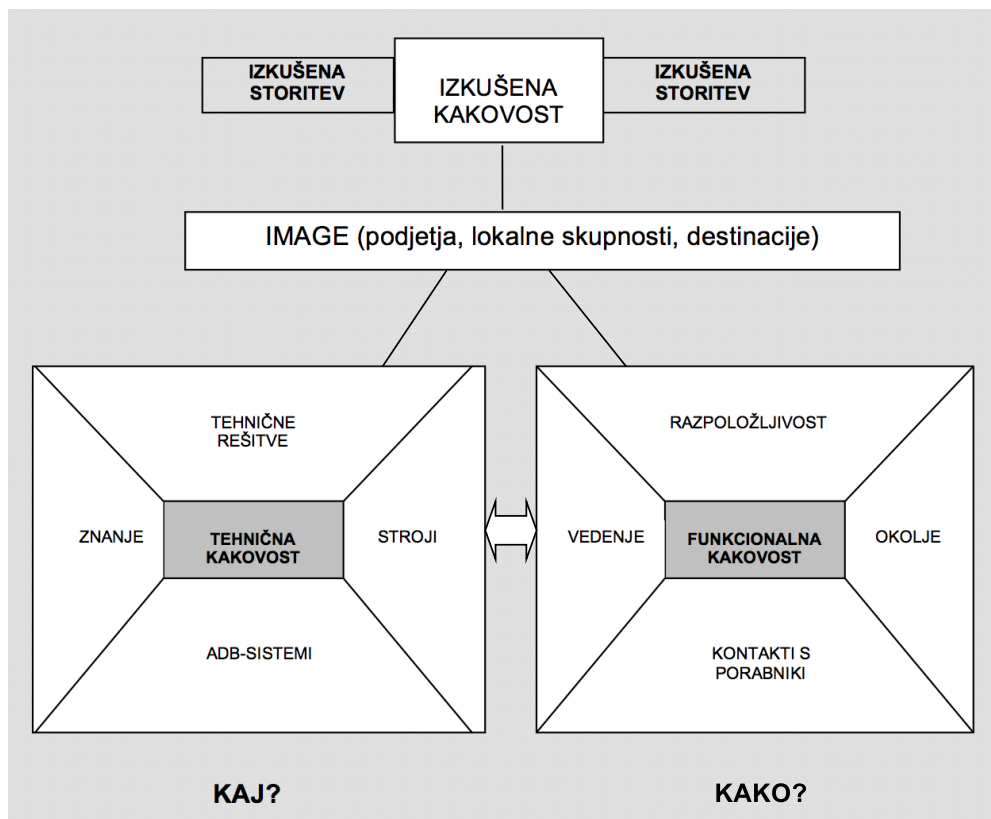 IZKUŠENA
STORITEV
IZKUŠENA
KAKOVOST
IZKUŠENA
STORITEV
IMAGE (podjetja, lokalne skupnosti, destinacije)
TEHNIČNE
REŠITVE
ZNANJE
TEHNIČNA
KAKOVOST
STROJI
ADB-SISTEMI
RAZPOLOŽLJIVOST
VEDENJE
FUNKCIONALNA
KAKOVOST
OKOLJE
KONTAKTI S
PORABNIKI
KAJ?
KAKO?